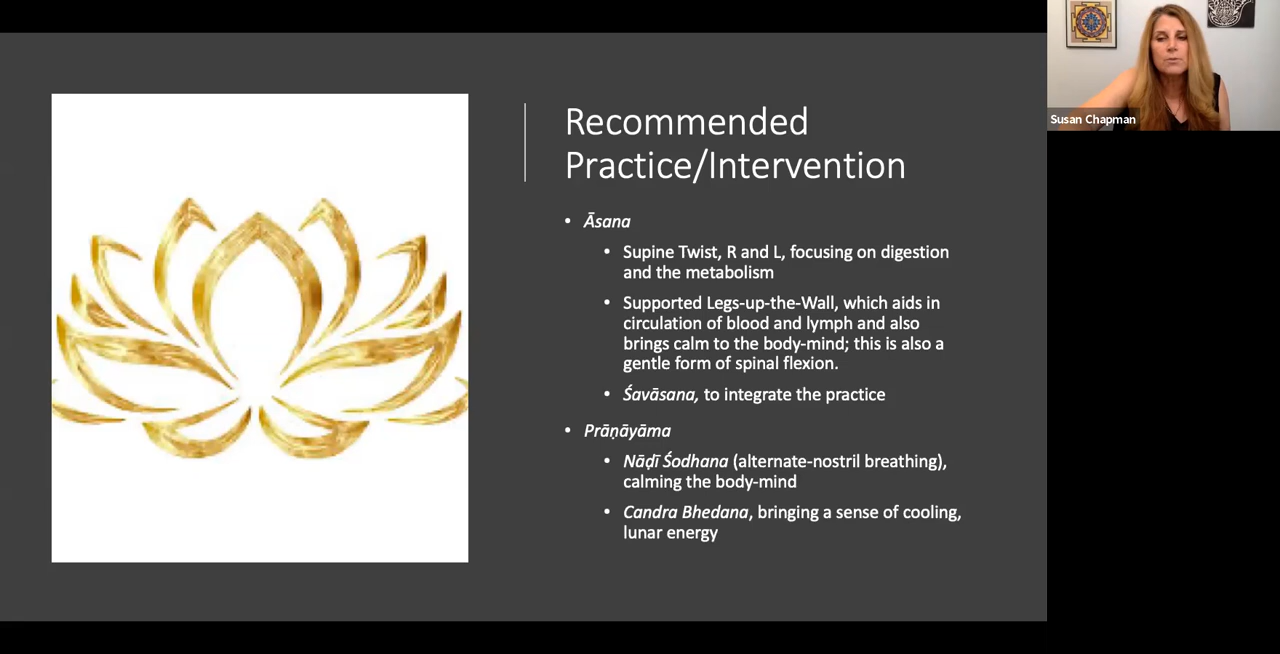 Recommended
Practice/Intervention
• Āsana
• Supine Twist, R and L, focusing on digestion
and the metabolism
• Supported Legs-up-the-Wall, which aids in
circulation of blood and lymph and also
brings calm to the body-mind; this is also a
gentle form of spinal flexion.
• Śavāsana, to integrate the practice
• Prāṇāyāma
• Nāḍī Śodhana (alternate-nostril breathing),
calming the body-mind
• Candra Bhedana, bringing a sense of cooling,
lunar energy
Susan Chapman